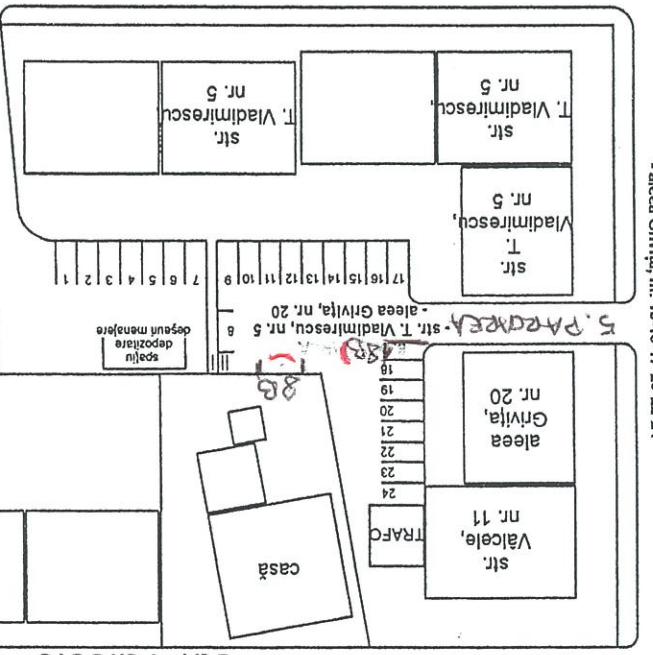 str.
Vâlcele,
nr. 11
TRAFO
casă
24
23
22
21
20
19
18
aleea
Grivița,
nr. 20
8B
18B
5. PARCAREA
- str. T. Vladimirescu, nr. 5
- aleea Grivița, nr. 20
spațiu
depozitare
deșeuri menajere
8
17 16 15 14 13 12 11 10 9
7 6 5 4 3 2 1
str.
T.
Vladimirescu,
nr. 5
str.
T. Vladimirescu,
nr. 5
str.
T. Vladimirescu,
nr. 5